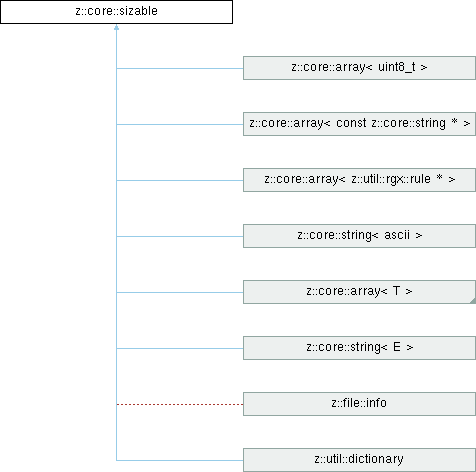 z::core::sizable
z::core::array< uint8_t >
z::core::array< const z::core::string * >
z::core::array< z::util::rgx::rule * >
z::core::string< ascii >
z::core::array< T >
z::core::string< E >
z::file::info
z::util::dictionary